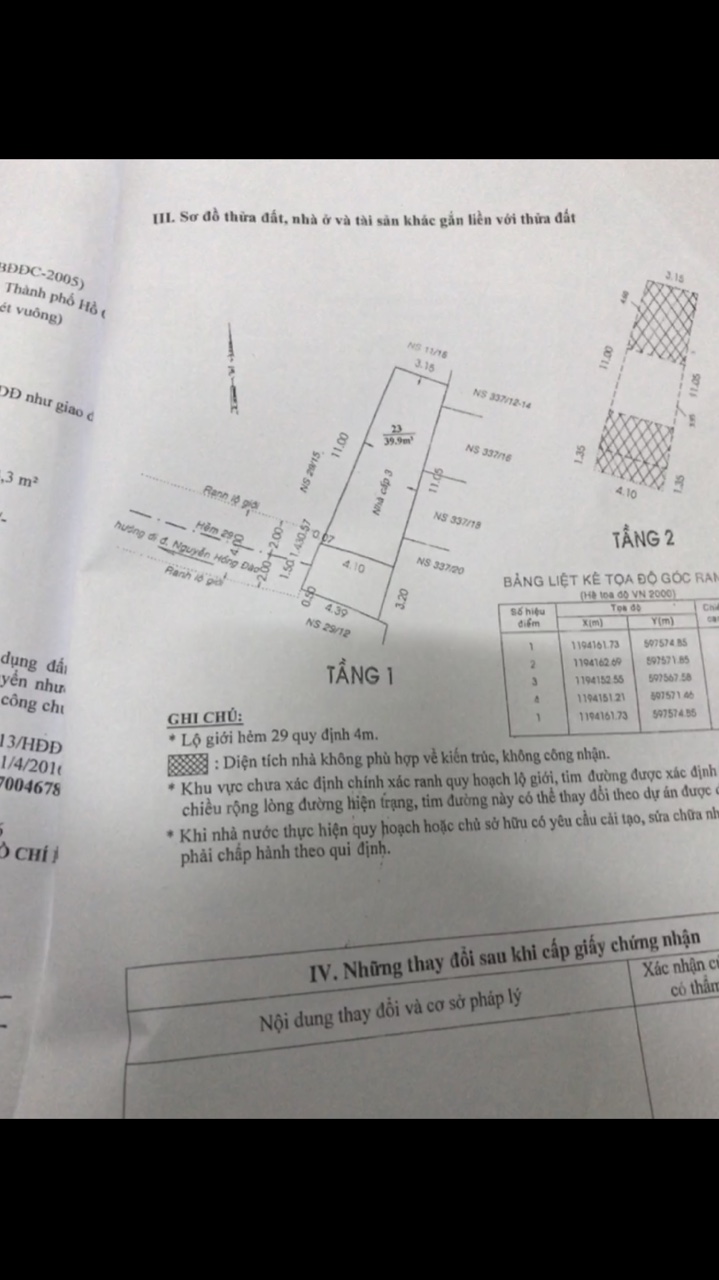 III. Sơ đồ thửa đất, nhà ở và tài sản khác gắn liền với thửa đất
BĐĐC-2005)
Thành phố Hồ
ét vuông)
như giao
,3 m²
dụng đấ
yển như
công chú
13/HĐĐ
1/4/2016
7004678
Ồ CHÍ
NS 11/16
3.15
NS 337/12-14
23
39.9m²
11.00
NS 29/15
Nhà cấp 3
NS 337/16
11.05
NS 337/18
NS 337/20
Ranh lộ giới
Hẻm 29
4.00
hướng đi đ. Nguyễn Hồng Đào
Ranh lộ giới
2.00
2.00
1.50
1.43
0.57
0.07
0.50
4.10
4.39
3.20
NS 29/12
TẦNG 1
3.15
11.00
11.05
1.35
4.10
1.35
TẦNG 2
BẢNG LIỆT KÊ TỌA ĐỘ GÓC RAN
(Hệ tọa độ VN 2000)
Số hiệu điểm Tọa độ
X(m) Y(m)
1 1194161.73 597574.85
2 1194162.69 597571.85
3 1194152.55 597567.58
4 1194151.21 597571.46
1 1194161.73 597574.85
GHI CHÚ:
* Lộ giới hẻm 29 quy định 4m.
: Diện tích nhà không phù hợp về kiến trúc, không công nhận.
* Khu vực chưa xác định chính xác ranh quy hoạch lộ giới, tim đường được xác định
chiều rộng lòng đường hiện trạng, tim đường này có thể thay đổi theo dự án được
* Khi nhà nước thực hiện quy hoạch hoặc chủ sở hữu có yêu cầu cải tạo, sửa chữa nh
phải chấp hành theo qui định.
IV. Những thay đổi sau khi cấp giấy chứng nhận
Nội dung thay đổi và cơ sở pháp lý
Xác nhận c
có thẩm